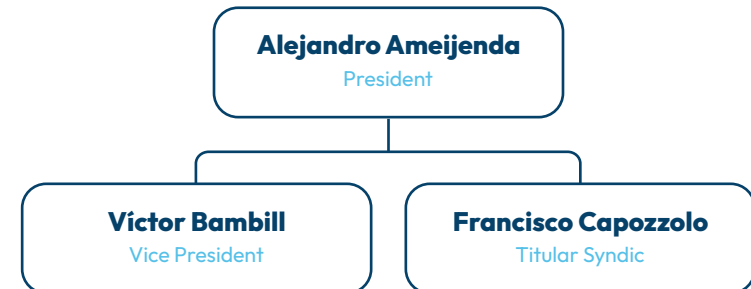 Alejandro Ameijenda
President
Víctor Bambill
Vice President
Francisco Capozzolo
Titular Syndic